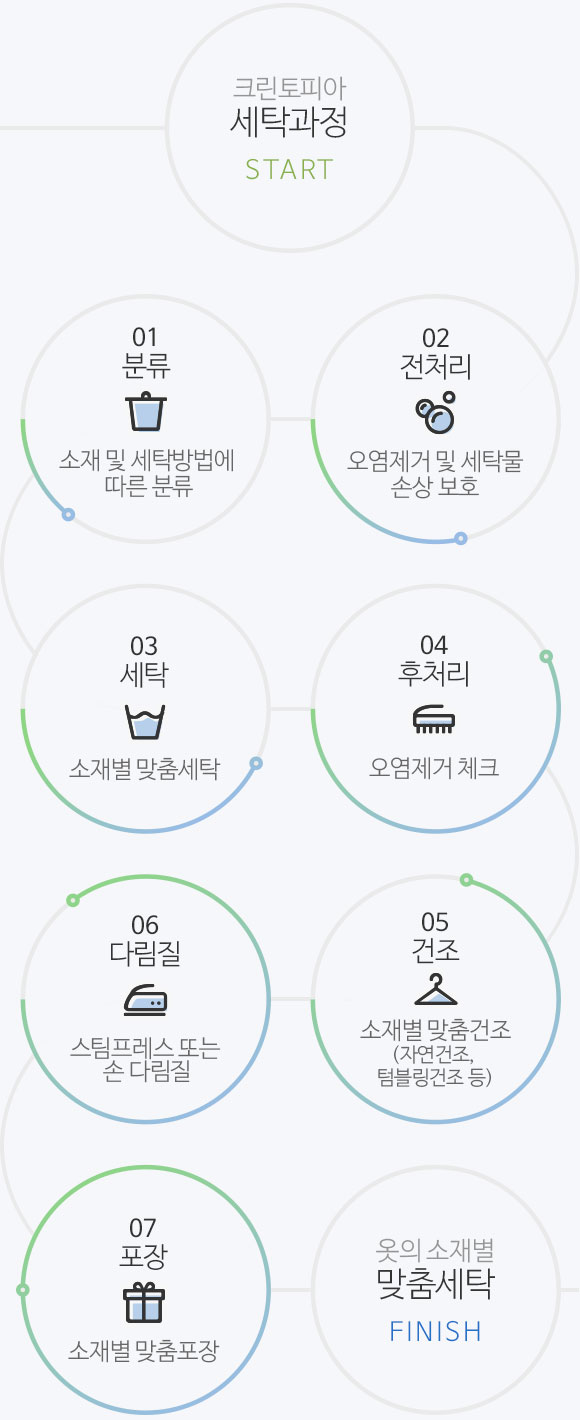 크린토피아
세탁과정
START
01
분류
소재 및 세탁방법에
따른 분류
02
전처리
오염제거 및 세탁물
손상 보호
03
세탁
소재별 맞춤세탁
04
후처리
오염제거 체크
05
건조
소재별 맞춤건조
(자연건조,
텀블링건조 등)
06
다림질
스팀프레스 또는
손 다림질
07
포장
소재별 맞춤포장
옷의 소재별
맞춤세탁
FINISH